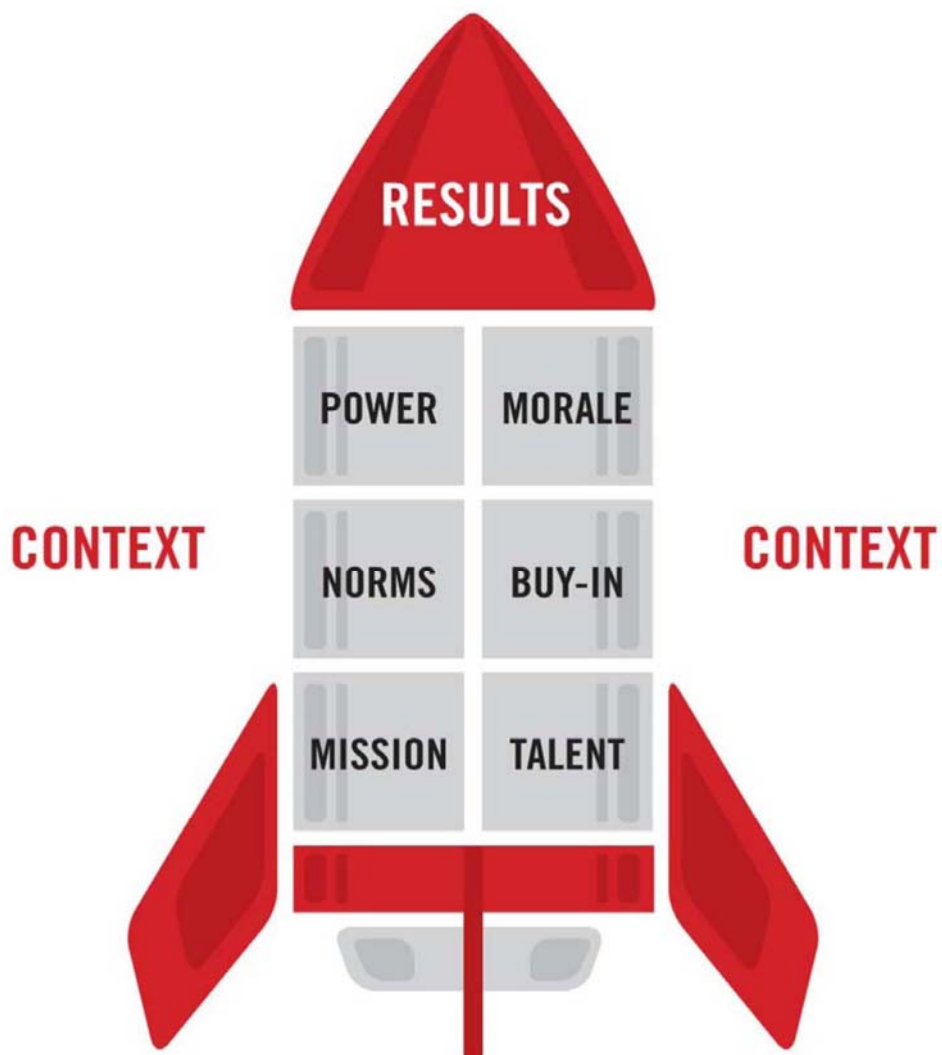 RESULTS
POWER MORALE
CONTEXT CONTEXT
NORMS BUY-IN
MISSION TALENT